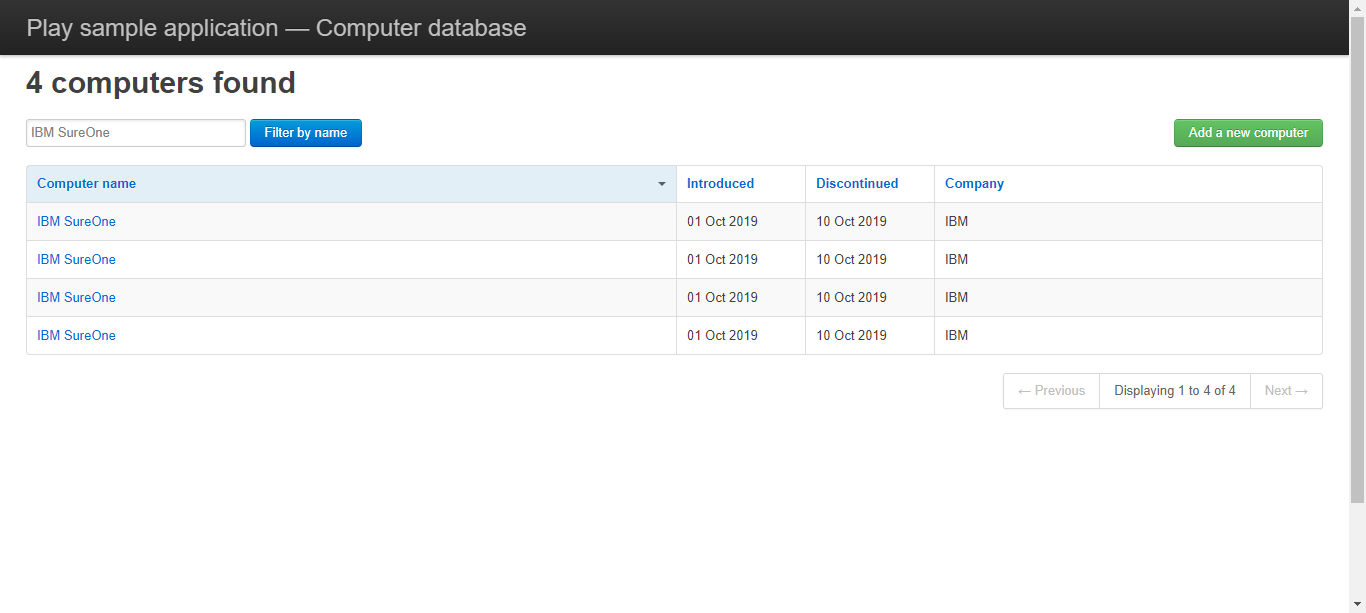 Play sample application — Computer database
4 computers found
IBM SureOne Filter by name Add a new computer
Computer name Introduced Discontinued Company
IBM SureOne 01 Oct 2019 10 Oct 2019 IBM
IBM SureOne 01 Oct 2019 10 Oct 2019 IBM
IBM SureOne 01 Oct 2019 10 Oct 2019 IBM
IBM SureOne 01 Oct 2019 10 Oct 2019 IBM
← Previous Displaying 1 to 4 of 4 Next →